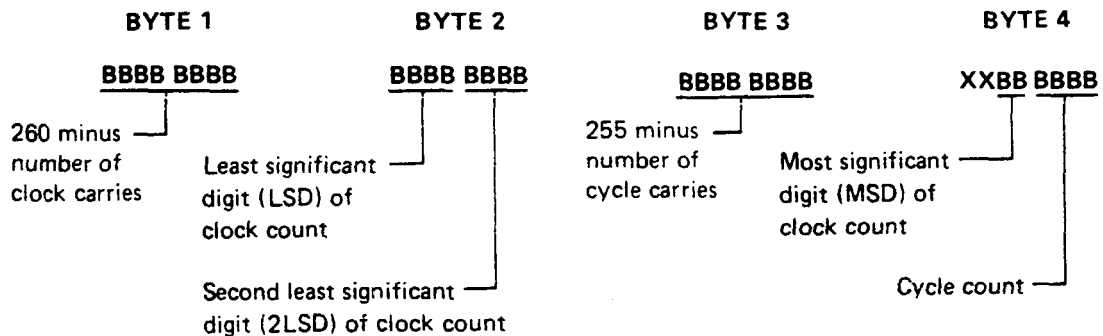 BYTE 1
BYTE 2
BYTE 3
BYTE 4
BBBB BBBB
BBBB BBBB
BBBB BBBB
XXBB BBBB
260 minus
number of
clock carries
Least significant
digit (LSD) of
clock count
Second least significant
digit (2LSD) of clock count
255 minus
number of
cycle carries
Most significant
digit (MSD) of
clock count
Cycle count